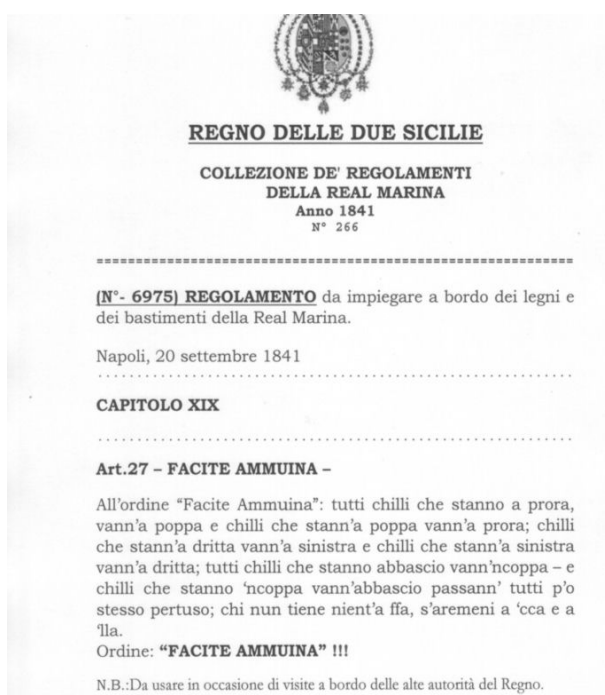 REGNO DELLE DUE SICILIE
COLLEZIONE DE' REGOLAMENTI
DELLA REAL MARINA
Anno 1841
N° 266
============================================================
(N°- 6975) REGOLAMENTO da impiegare a bordo dei legni e
dei bastimenti della Real Marina.
Napoli, 20 settembre 1841
............................................................
CAPITOLO XIX
............................................................
Art.27 – FACITE AMMUINA –
All'ordine “Facite Ammuina”: tutti chilli che stanno a prora,
vann'a poppa e chilli che stann'a poppa vann'a prora; chilli
che stann'a dritta vann'a sinistra e chilli che stann'a sinistra
vann'a dritta; tutti chilli che stanno abbascio vann'ncoppa – e
chilli che stanno 'ncoppa vann'abbascio passann' tutti p'o
stesso pertuso; chi nun tiene nient'a ffa, s'aremeni a 'cca e a
'lla.
Ordine: “FACITE AMMUINA” !!!
N.B.:Da usare in occasione di visite a bordo delle alte autorità del Regno.